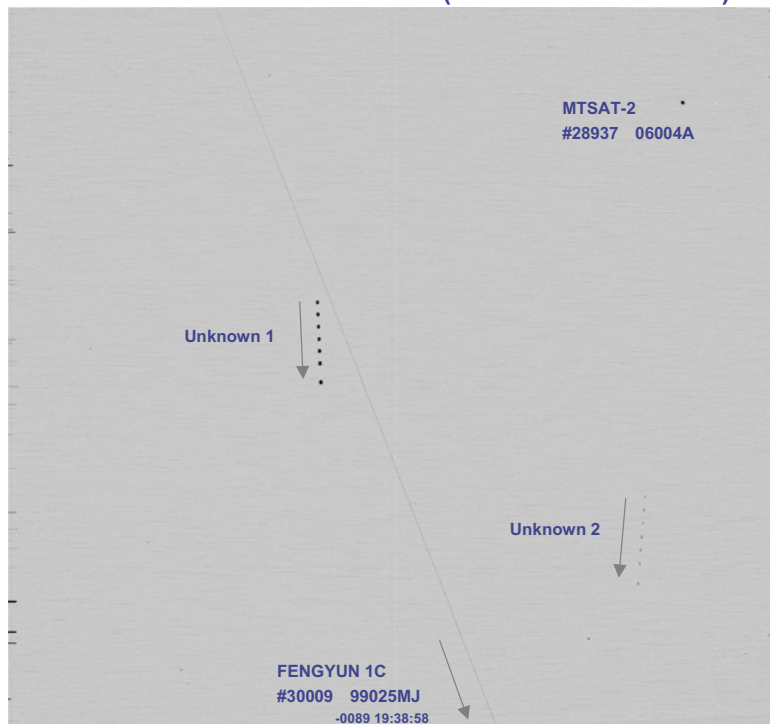 MTSAT-2
#28937 06004A
Unknown 1
Unknown 2
FENGYUN 1C
#30009 99025MJ
-0089 19:38:58